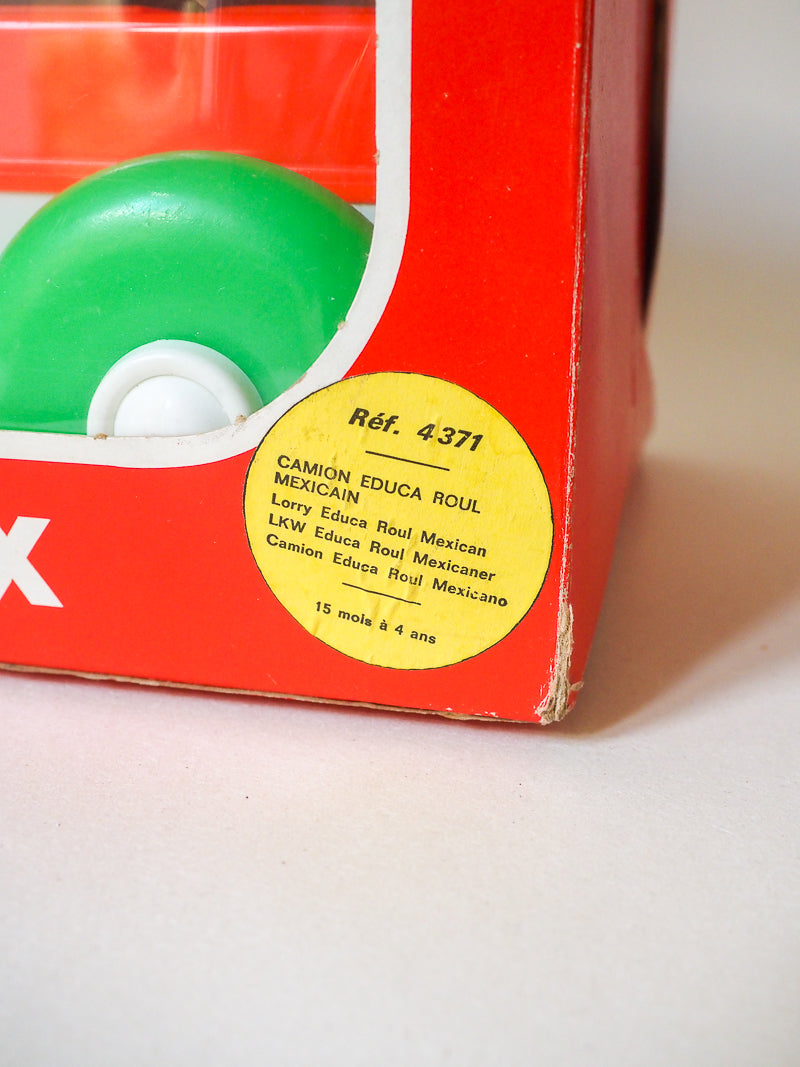 Réf. 4371
CAMION EDUCA ROUL
MEXICAIN
Lorry Educa Roul Mexican
LKW Educa Roul Mexicaner
Camion Educa Roul Mexicano
15 mois à 4 ans
x